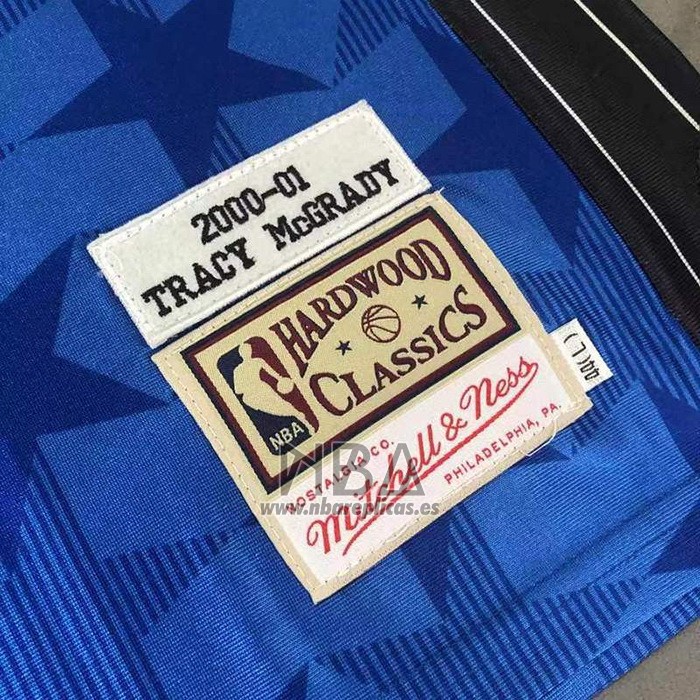 2000-01
TRACY McGRADY
HARDWOOD
CLASSICS
NBA
44(L)
NOSTALGIA CO.
Mitchell & Ness
PHILADELPHIA, PA.
NBA
www.nbareplicas.es